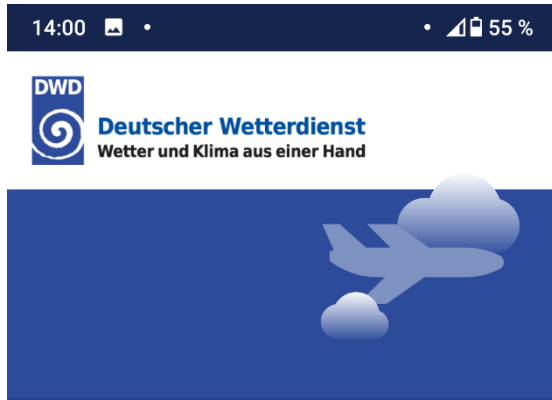 14:00
55 %
DWD
Deutscher Wetterdienst
Wetter und Klima aus einer Hand